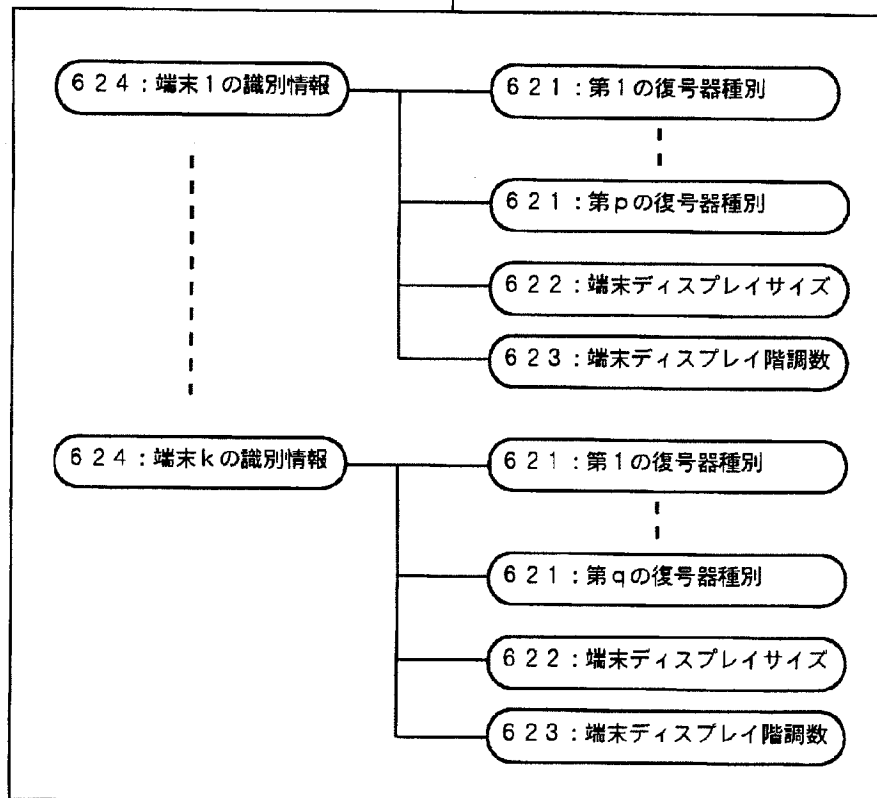 ６２４：端末１の識別情報
６２１：第１の復号器種別
６２１：第ｐの復号器種別
６２２：端末ディスプレイサイズ
６２３：端末ディスプレイ階調数
６２４：端末ｋの識別情報
６２１：第１の復号器種別
６２１：第ｑの復号器種別
６２２：端末ディスプレイサイズ
６２３：端末ディスプレイ階調数